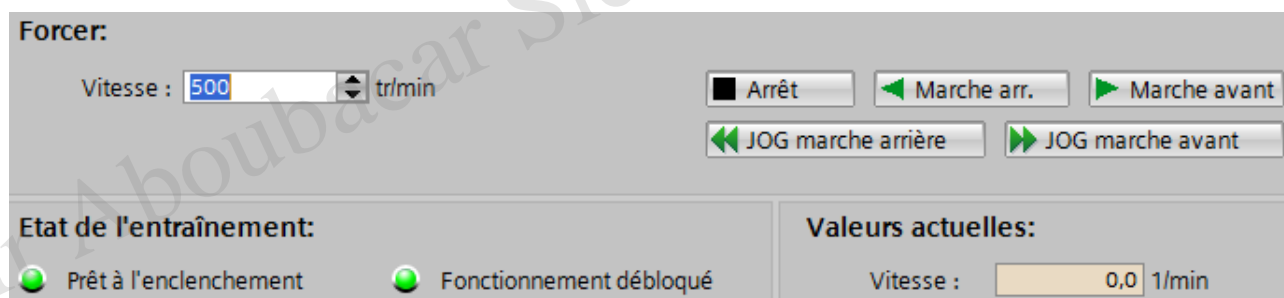 Forcer:
Vitesse : 500 tr/min
Arrêt Marche arr. Marche avant
JOG marche arrière JOG marche avant
Etat de l'entraînement:
Prêt à l'enclenchement Fonctionnement débloqué
Valeurs actuelles:
Vitesse : 0,0 1/min
Aboubacar